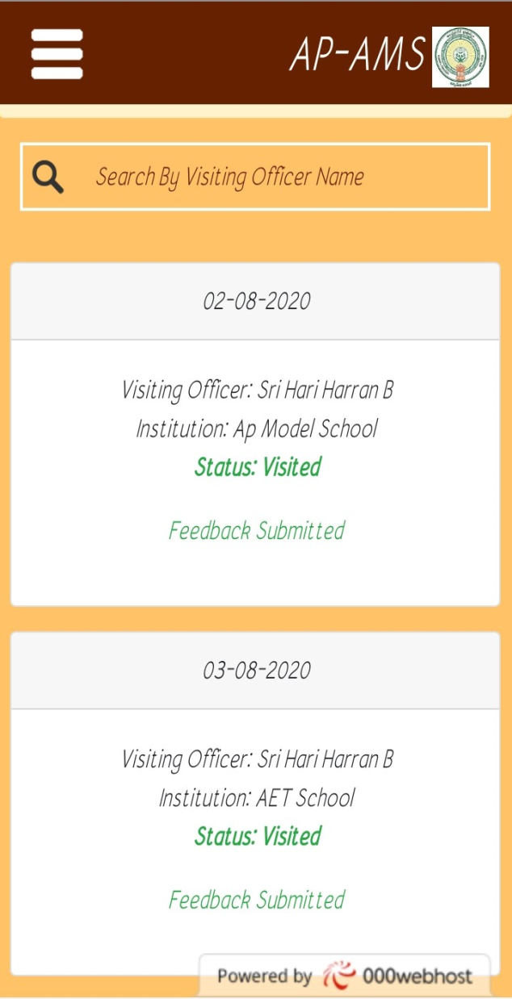 AP-AMS
Search By Visiting Officer Name
02-08-2020
Visiting Officer: Sri Hari Harran B
Institution: Ap Model School
Status: Visited
Feedback Submitted
03-08-2020
Visiting Officer: Sri Hari Harran B
Institution: AET School
Status: Visited
Feedback Submitted
Powered by 000webhost